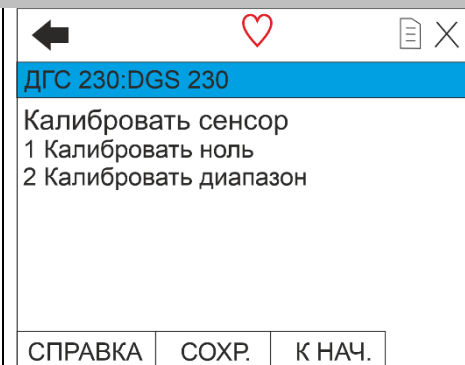 ДГС 230:DGS 230
Калибровать сенсор
1 Калибровать ноль
2 Калибровать диапазон
СПРАВКА СОХР. К НАЧ.